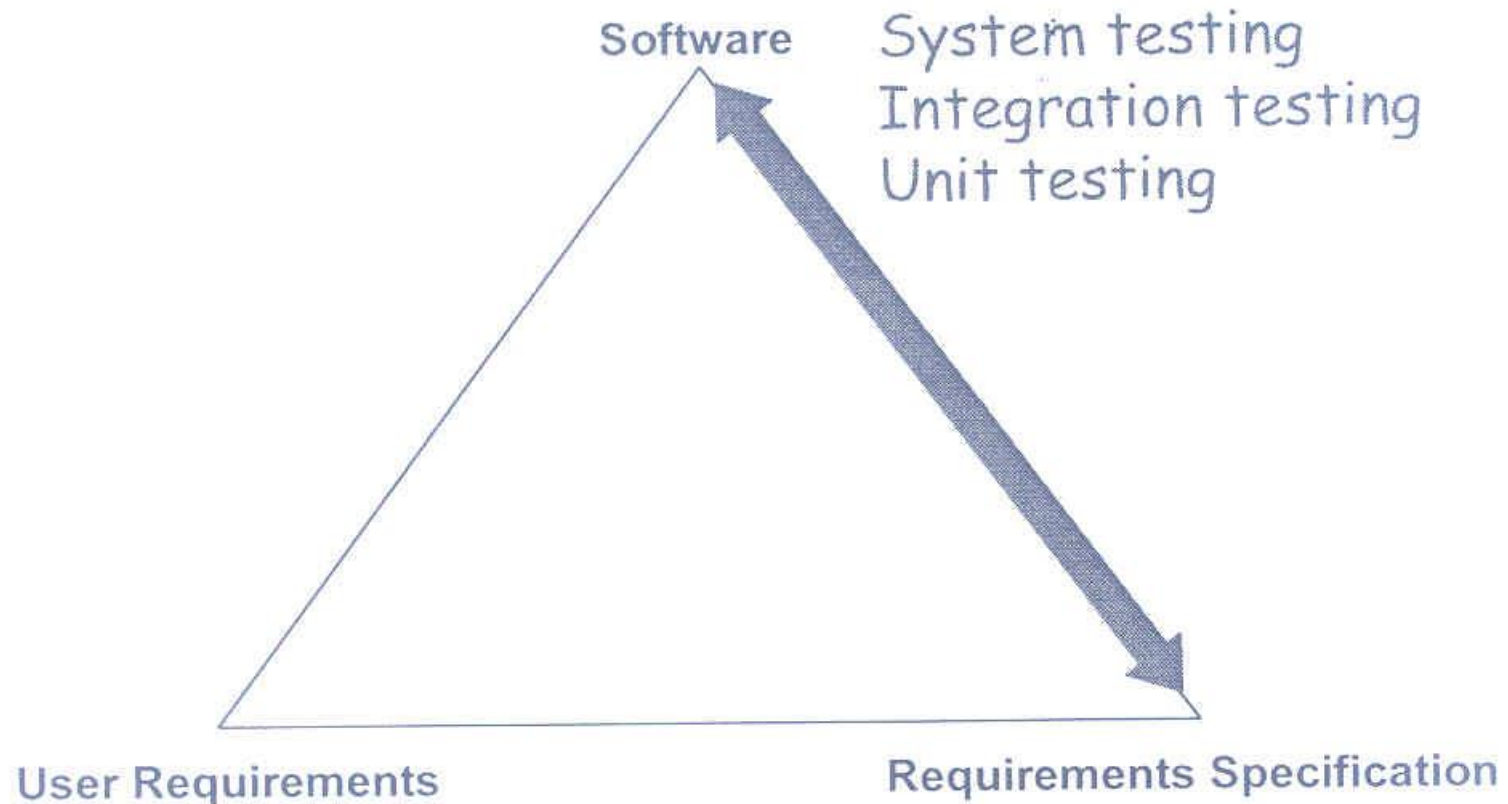 Software
System testing
Integration testing
Unit testing
User Requirements
Requirements Specification